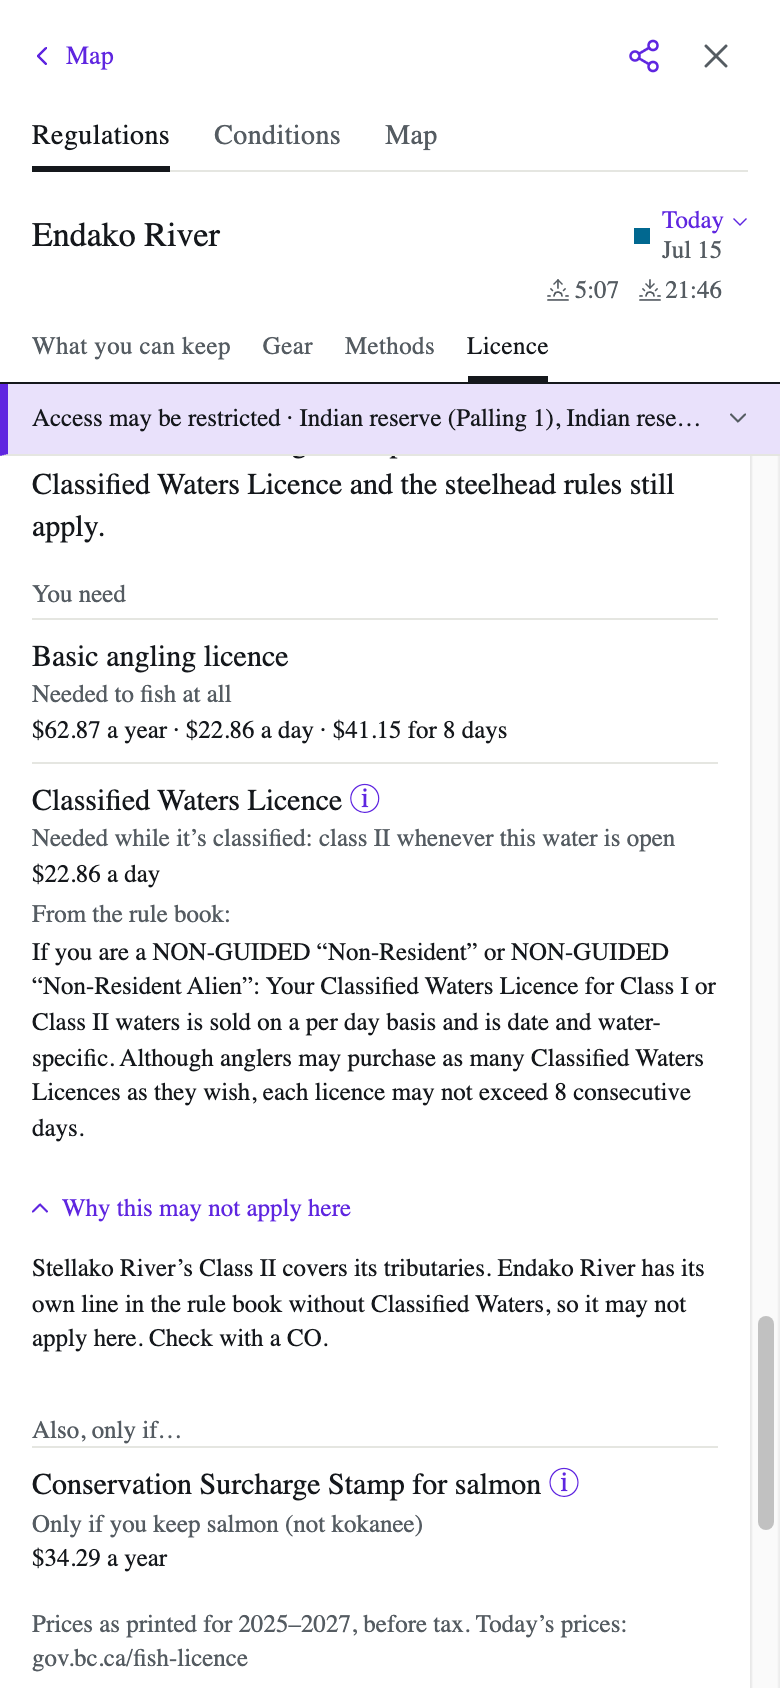 Map
Regulations Conditions Map
Endako River
Today
Jul 15
5:07 21:46
What you can keep Gear Methods Licence
Access may be restricted · Indian reserve (Palling 1), Indian rese…
Classified Waters Licence and the steelhead rules still
apply.
You need
Basic angling licence
Needed to fish at all
$62.87 a year · $22.86 a day · $41.15 for 8 days
Classified Waters Licence
Needed while it’s classified: class II whenever this water is open
$22.86 a day
From the rule book:
If you are a NON-GUIDED “Non-Resident” or NON-GUIDED
“Non-Resident Alien”: Your Classified Waters Licence for Class I or
Class II waters is sold on a per day basis and is date and water-
specific. Although anglers may purchase as many Classified Waters
Licences as they wish, each licence may not exceed 8 consecutive
days.
Why this may not apply here
Stellako River’s Class II covers its tributaries. Endako River has its
own line in the rule book without Classified Waters, so it may not
apply here. Check with a CO.
Also, only if…
Conservation Surcharge Stamp for salmon
Only if you keep salmon (not kokanee)
$34.29 a year
Prices as printed for 2025–2027, before tax. Today’s prices:
gov.bc.ca/fish-licence